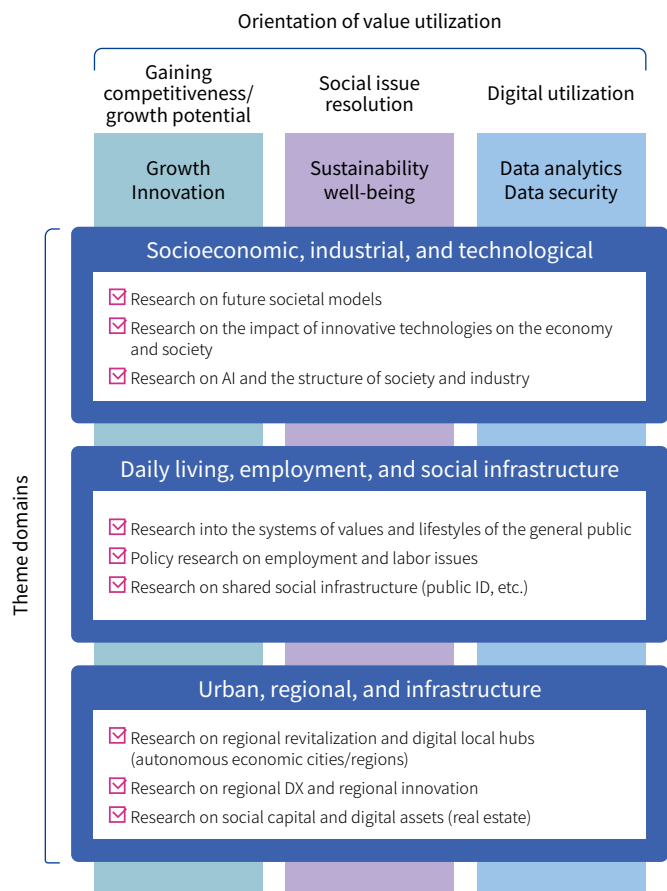 Orientation of value utilization
Gaining
competitiveness/
growth potential
Social issue
resolution
Digital utilization
Growth
Innovation
Sustainability
well-being
Data analytics
Data security
Theme domains
Socioeconomic, industrial, and technological
Research on future societal models
Research on the impact of innovative technologies on the economy
and society
Research on AI and the structure of society and industry
Daily living, employment, and social infrastructure
Research into the systems of values and lifestyles of the general public
Policy research on employment and labor issues
Research on shared social infrastructure (public ID, etc.)
Urban, regional, and infrastructure
Research on regional revitalization and digital local hubs
(autonomous economic cities/regions)
Research on regional DX and regional innovation
Research on social capital and digital assets (real estate)